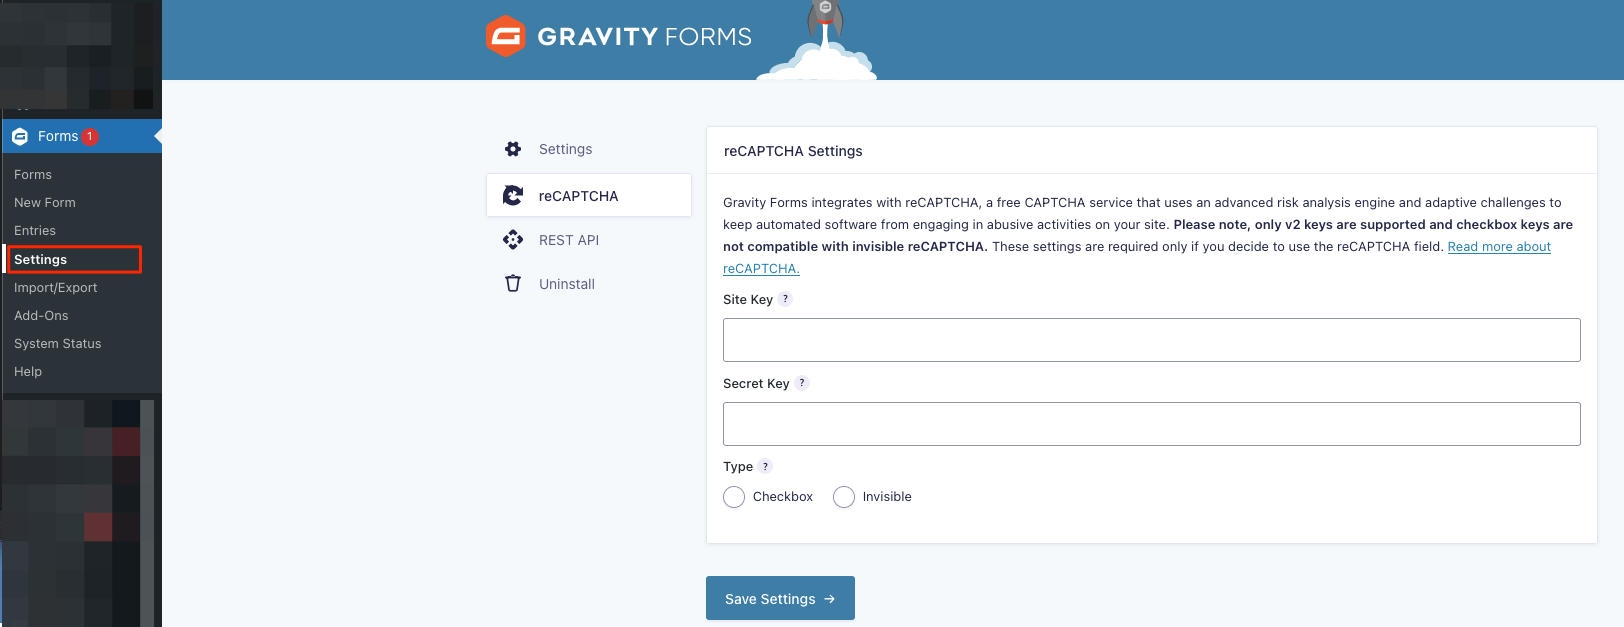 GRAVITY FORMS
Forms 1
Forms
New Form
Entries
Settings
Import/Export
Add-Ons
System Status
Help
Settings
reCAPTCHA
REST API
Uninstall
reCAPTCHA Settings
Gravity Forms integrates with reCAPTCHA, a free CAPTCHA service that uses an advanced risk analysis engine and adaptive challenges to
keep automated software from engaging in abusive activities on your site. Please note, only v2 keys are supported and checkbox keys are
not compatible with invisible reCAPTCHA. These settings are required only if you decide to use the reCAPTCHA field. Read more about
reCAPTCHA.
Site Key ?
Secret Key ?
Type ?
Checkbox Invisible
Save Settings →